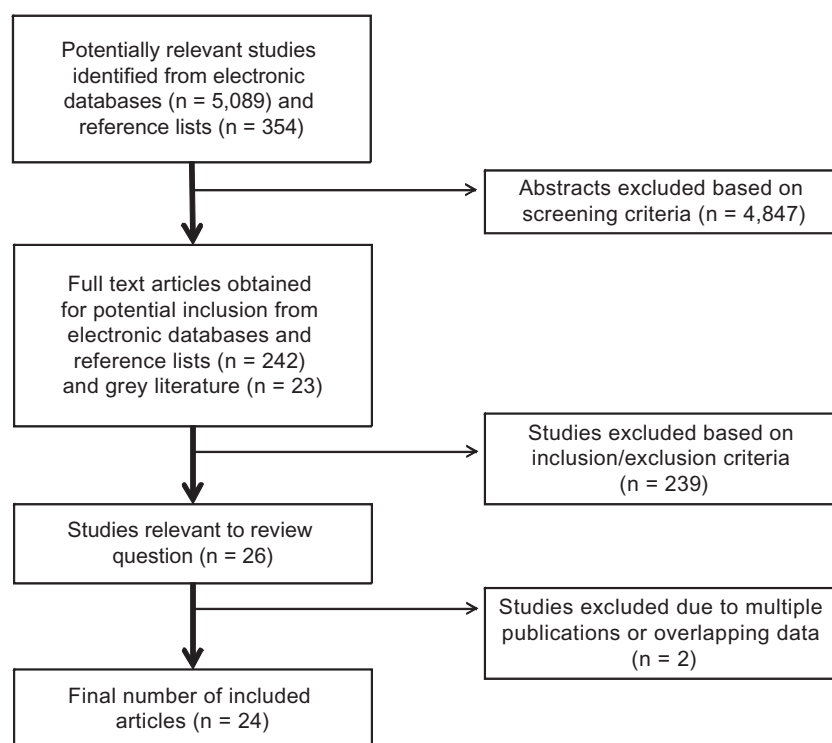 Potentially relevant studies
identified from electronic
databases (n = 5,089) and
reference lists (n = 354)
Abstracts excluded based on
screening criteria (n = 4,847)
Full text articles obtained
for potential inclusion from
electronic databases and
reference lists (n = 242)
and grey literature (n = 23)
Studies excluded based on
inclusion/exclusion criteria
(n = 239)
Studies relevant to review
question (n = 26)
Studies excluded due to multiple
publications or overlapping data
(n = 2)
Final number of included
articles (n = 24)